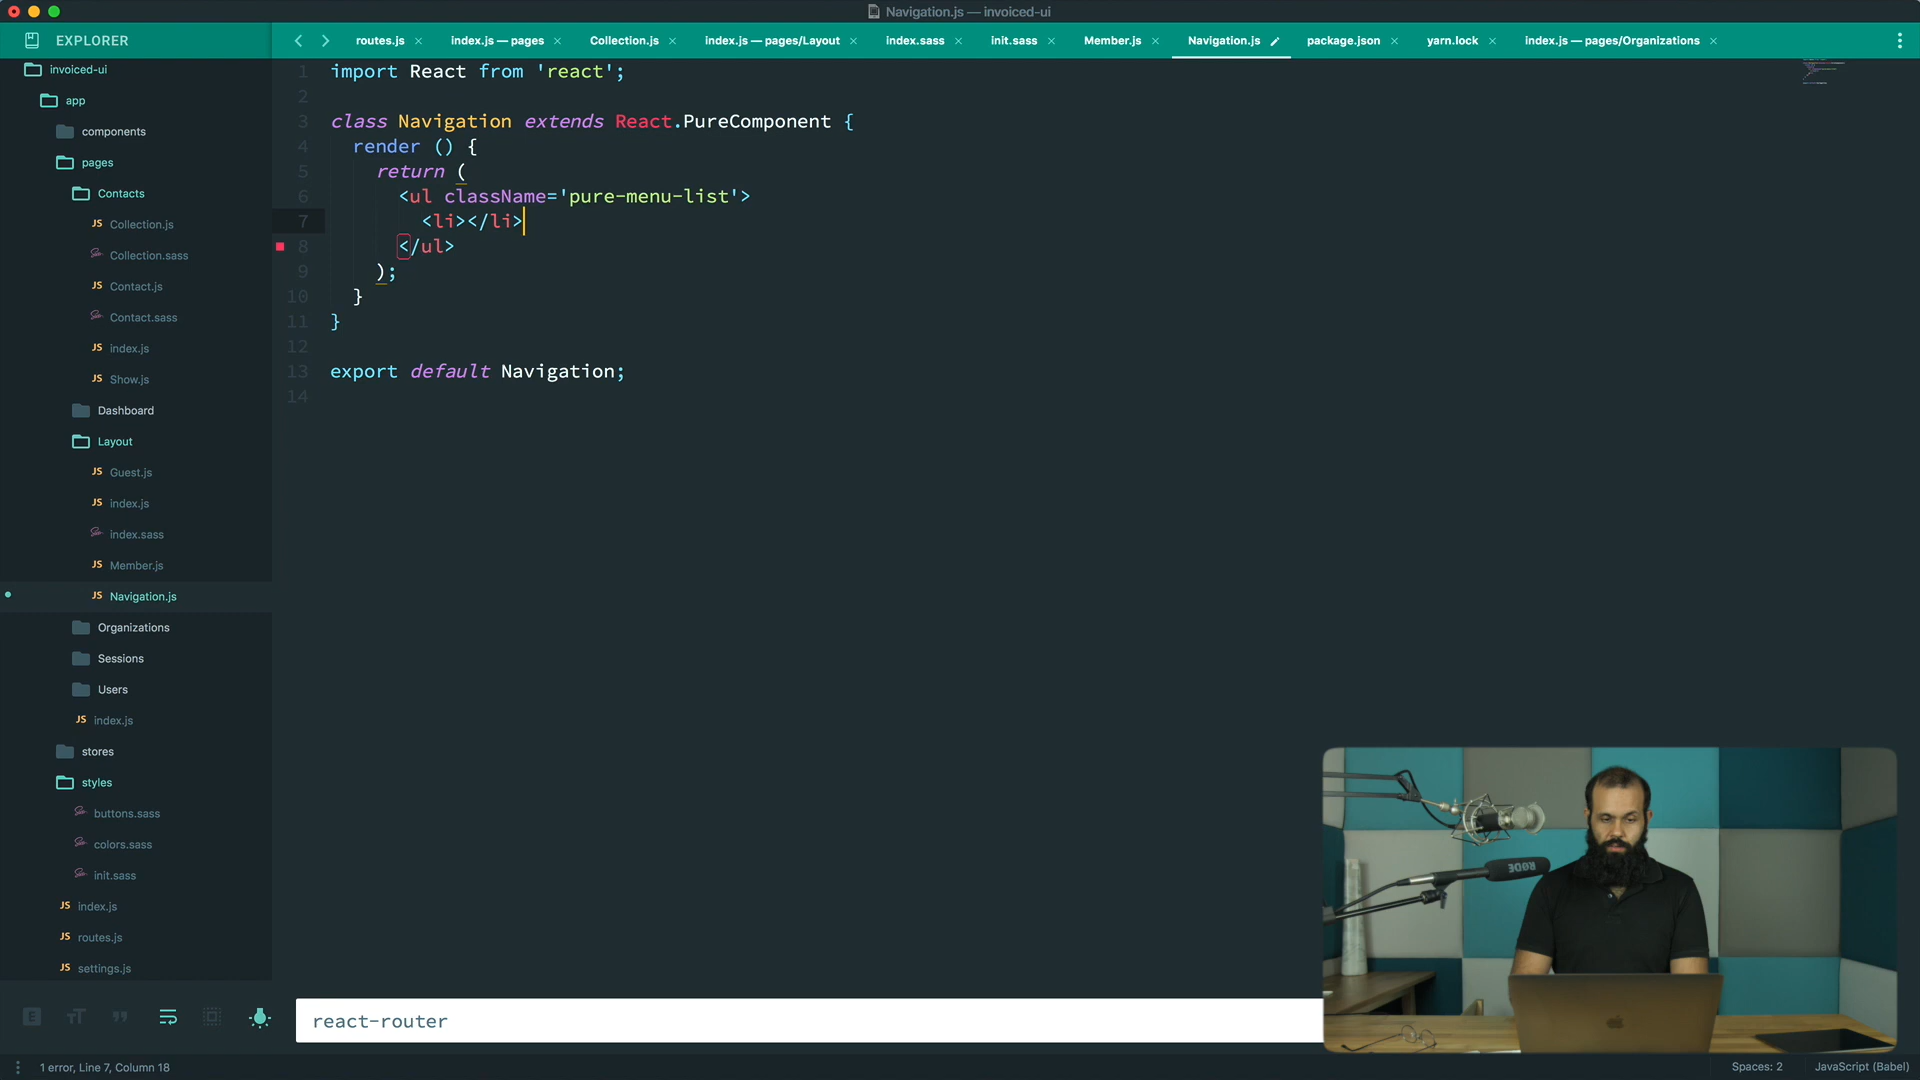 Navigation.js — invoiced-ui
EXPLORER
routes.js
index.js — pages
Collection.js
index.js — pages/Layout
index.sass
init.sass
Member.js
Navigation.js
package.json
yarn.lock
index.js — pages/Organizations
invoiced-ui
app
components
pages
Contacts
JS Collection.js
Collection.sass
JS Contact.js
Contact.sass
JS index.js
JS Show.js
Dashboard
Layout
JS Guest.js
JS index.js
index.sass
JS Member.js
JS Navigation.js
Organizations
Sessions
Users
JS index.js
stores
styles
buttons.sass
colors.sass
init.sass
JS index.js
JS routes.js
JS settings.js
1 import React from 'react';
2
3 class Navigation extends React.PureComponent {
4 render () {
5 return (
6 <ul className='pure-menu-list'>
7 <li></li>
8 </ul>
9 );
10 }
11 }
12
13 export default Navigation;
14
react-router
RØDE
1 error, Line 7, Column 18
Spaces: 2
JavaScript (Babel)